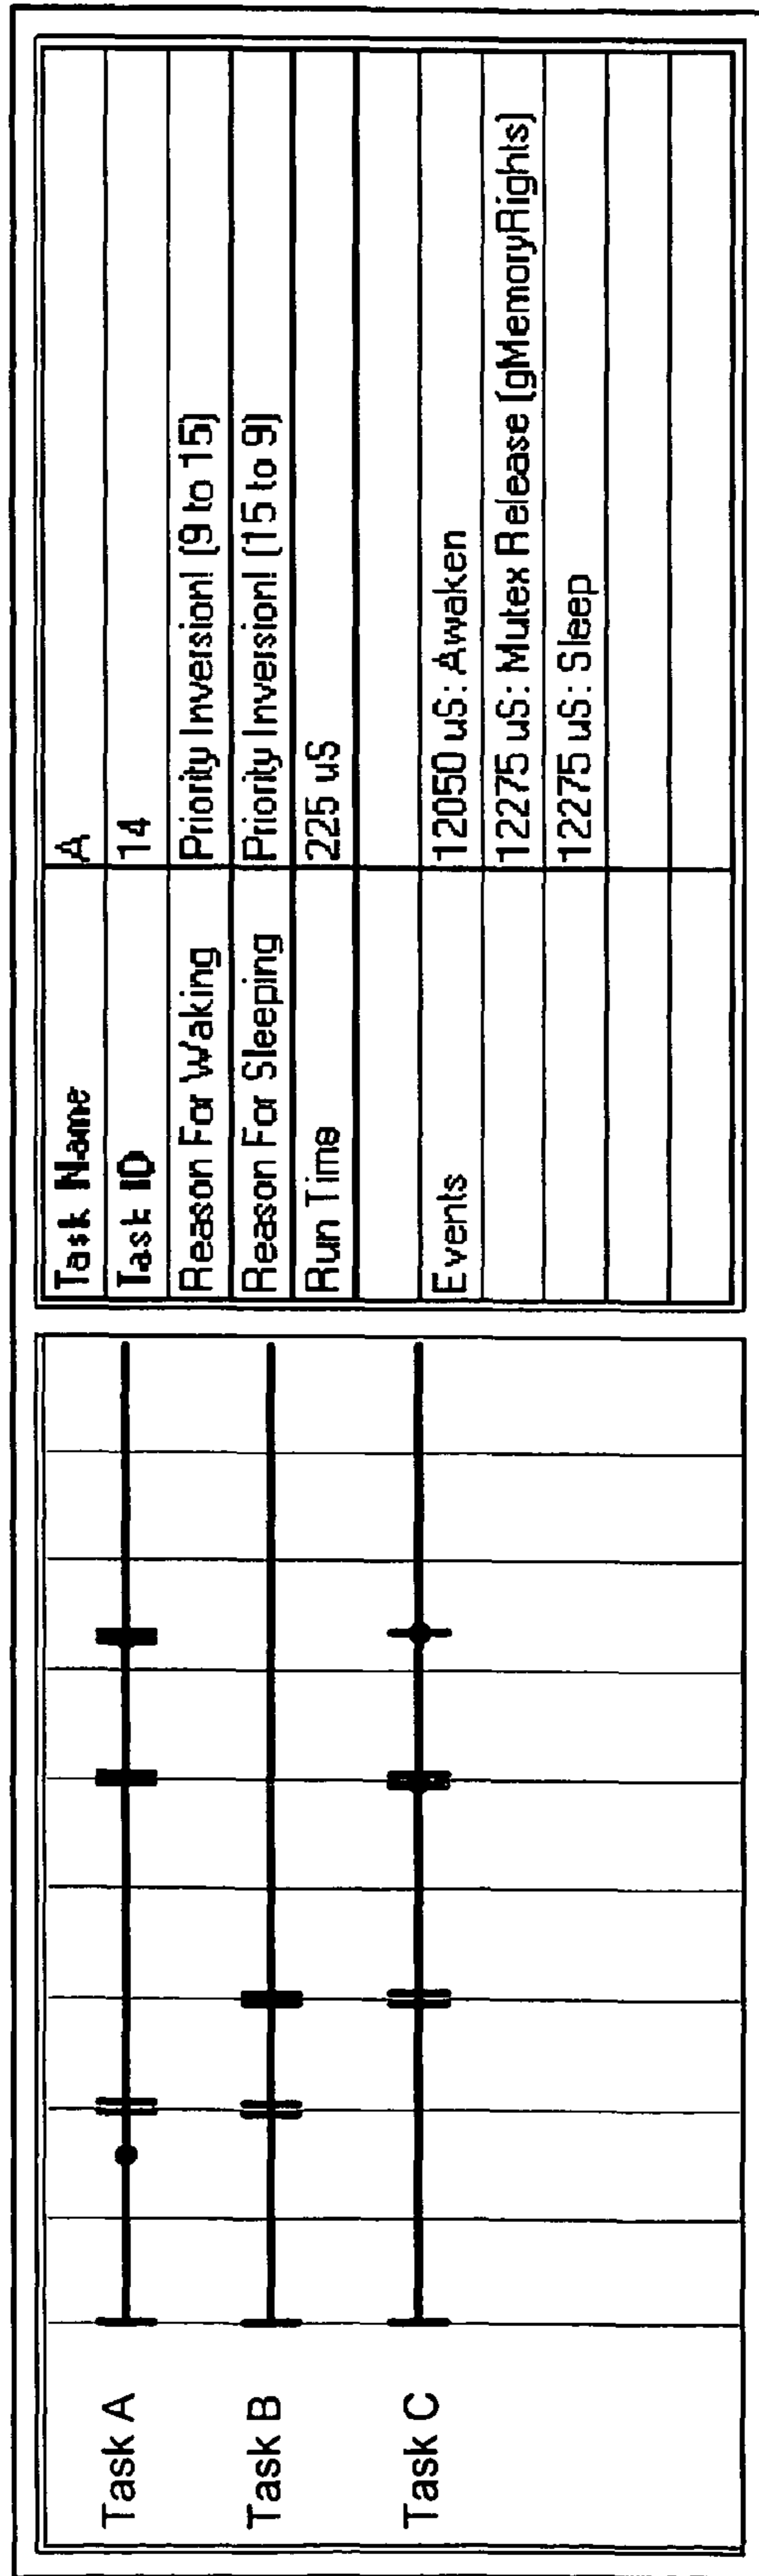 Task A
Task B
Task C
Task Name A
Task ID 14
Reason For Waking Priority Inversion! (9 to 15)
Reason For Sleeping Priority Inversion! (15 to 9)
Run Time 225 uS
Events 12050 uS: Awaken
12275 uS: Mutex Release (gMemoryRights)
12275 uS: Sleep